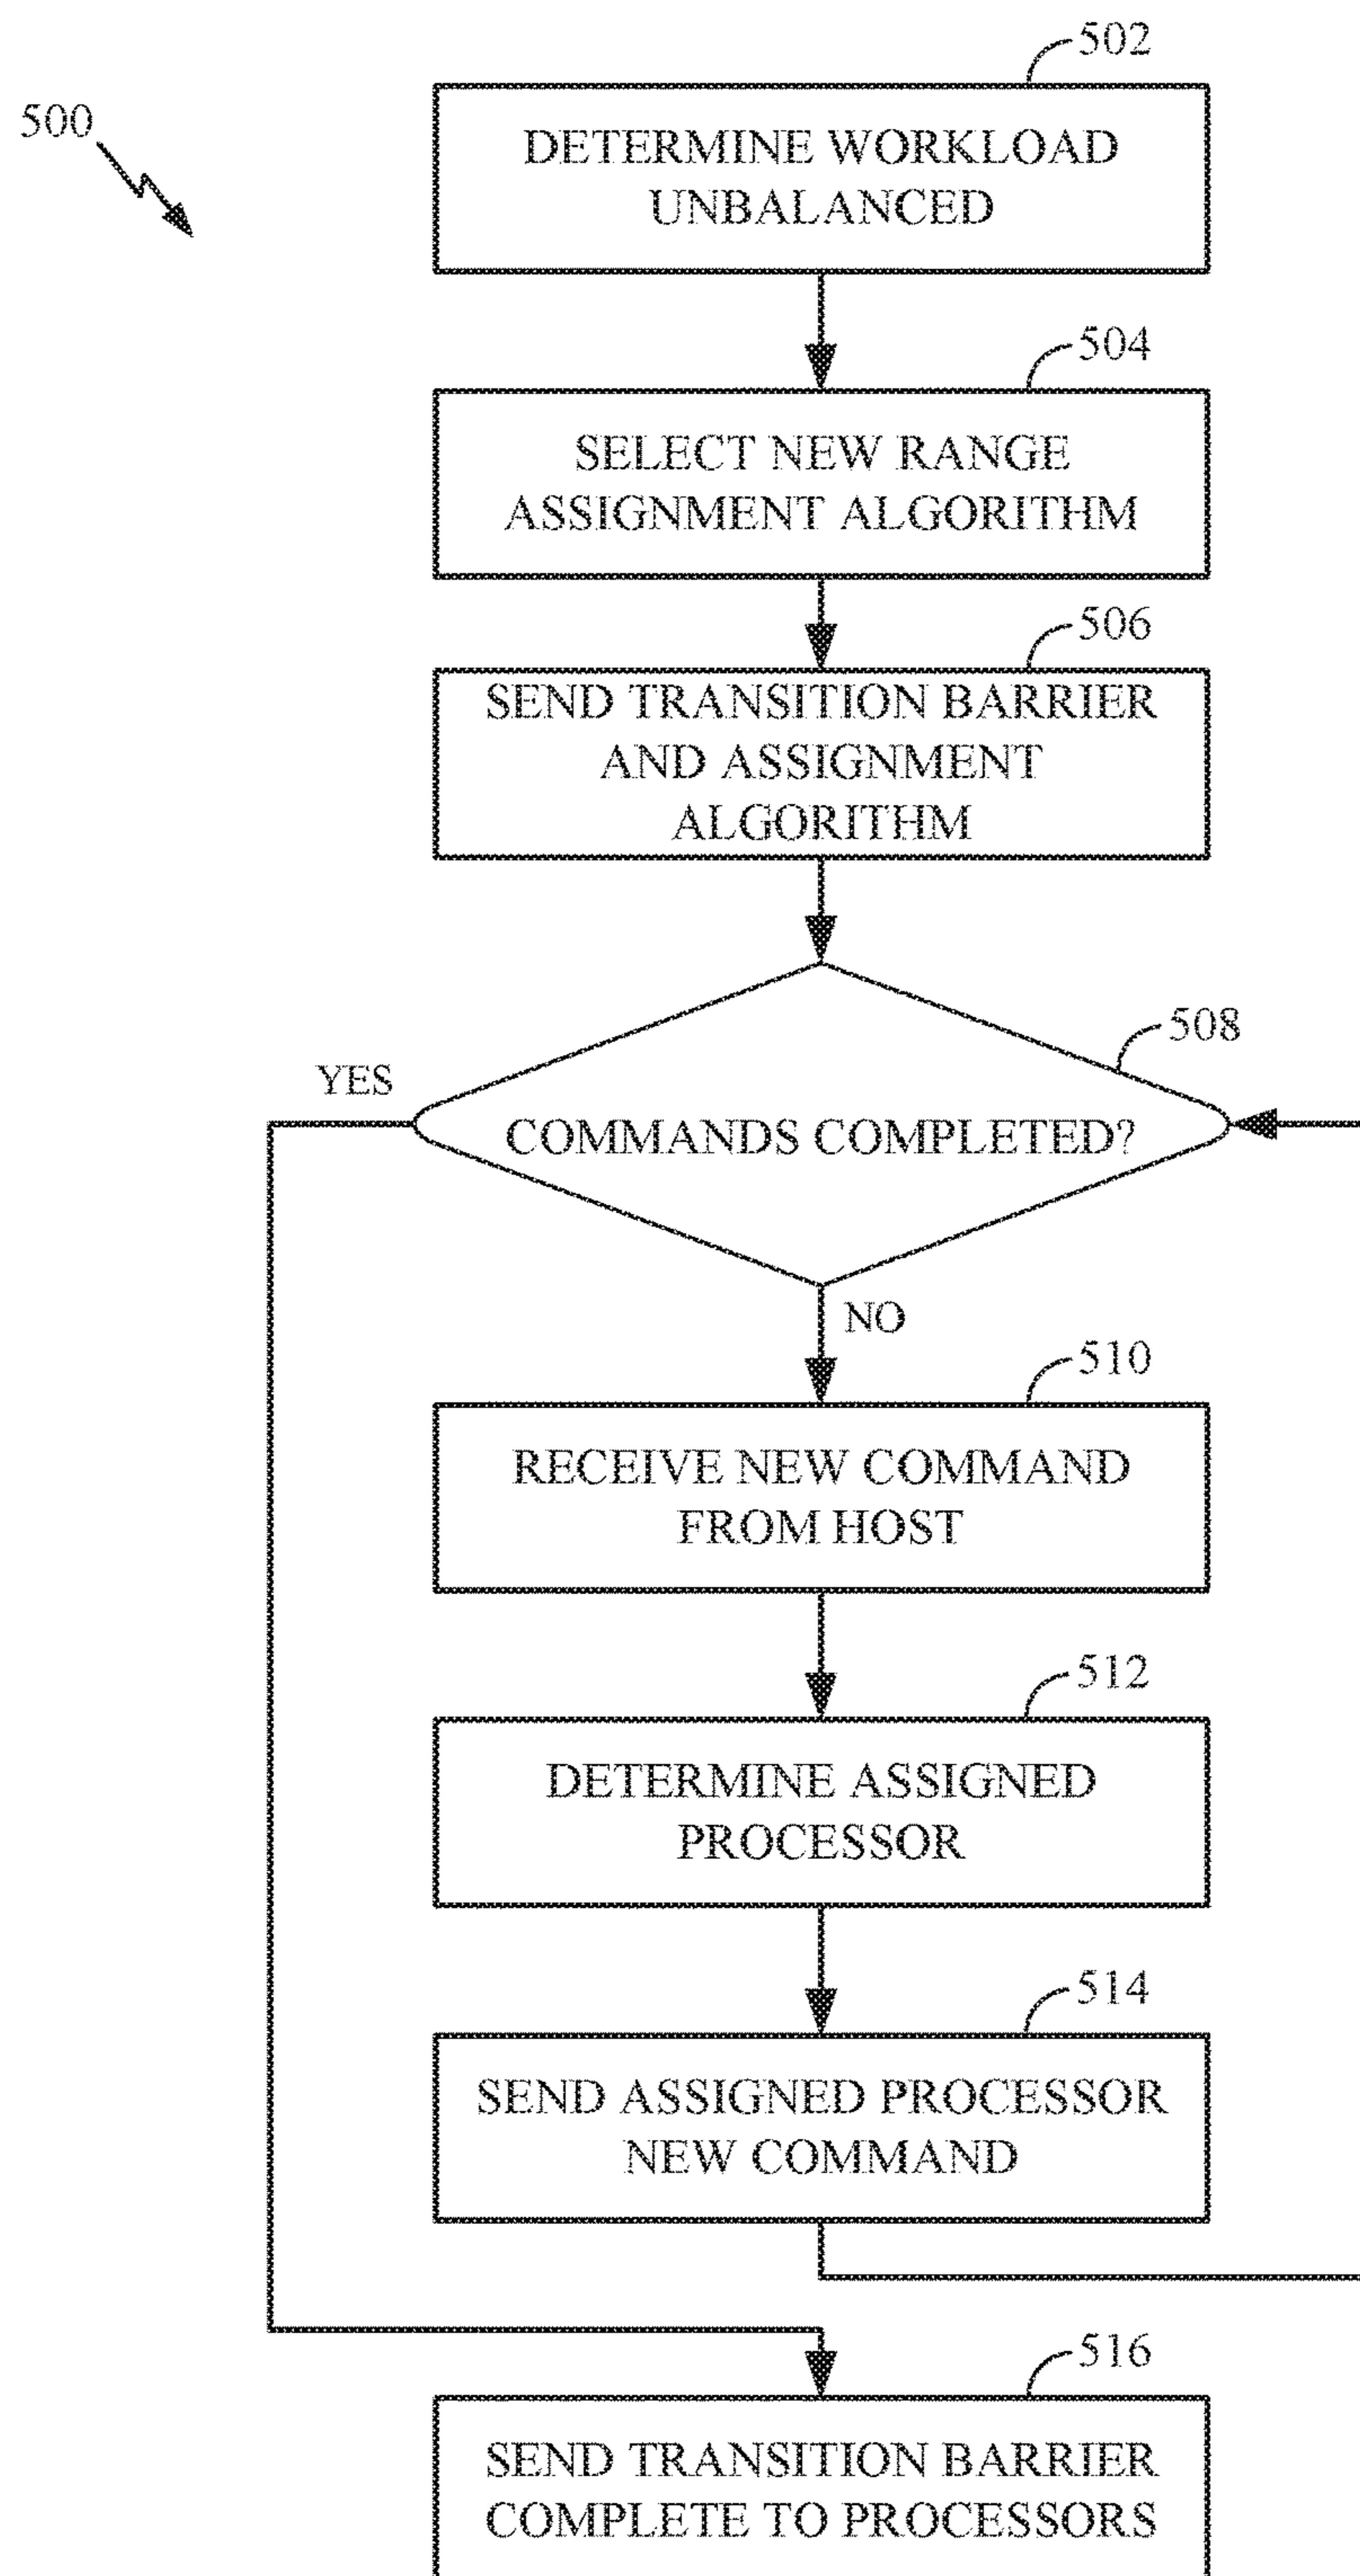 502
500
DETERMINE WORKLOAD
UNBALANCED
504
SELECT NEW RANGE
ASSIGNMENT ALGORITHM
506
SEND TRANSITION BARRIER
AND ASSIGNMENT
ALGORITHM
508
YES
COMMANDS COMPLETED?
NO
510
RECEIVE NEW COMMAND
FROM HOST
512
DETERMINE ASSIGNED
PROCESSOR
514
SEND ASSIGNED PROCESSOR
NEW COMMAND
516
SEND TRANSITION BARRIER
COMPLETE TO PROCESSORS